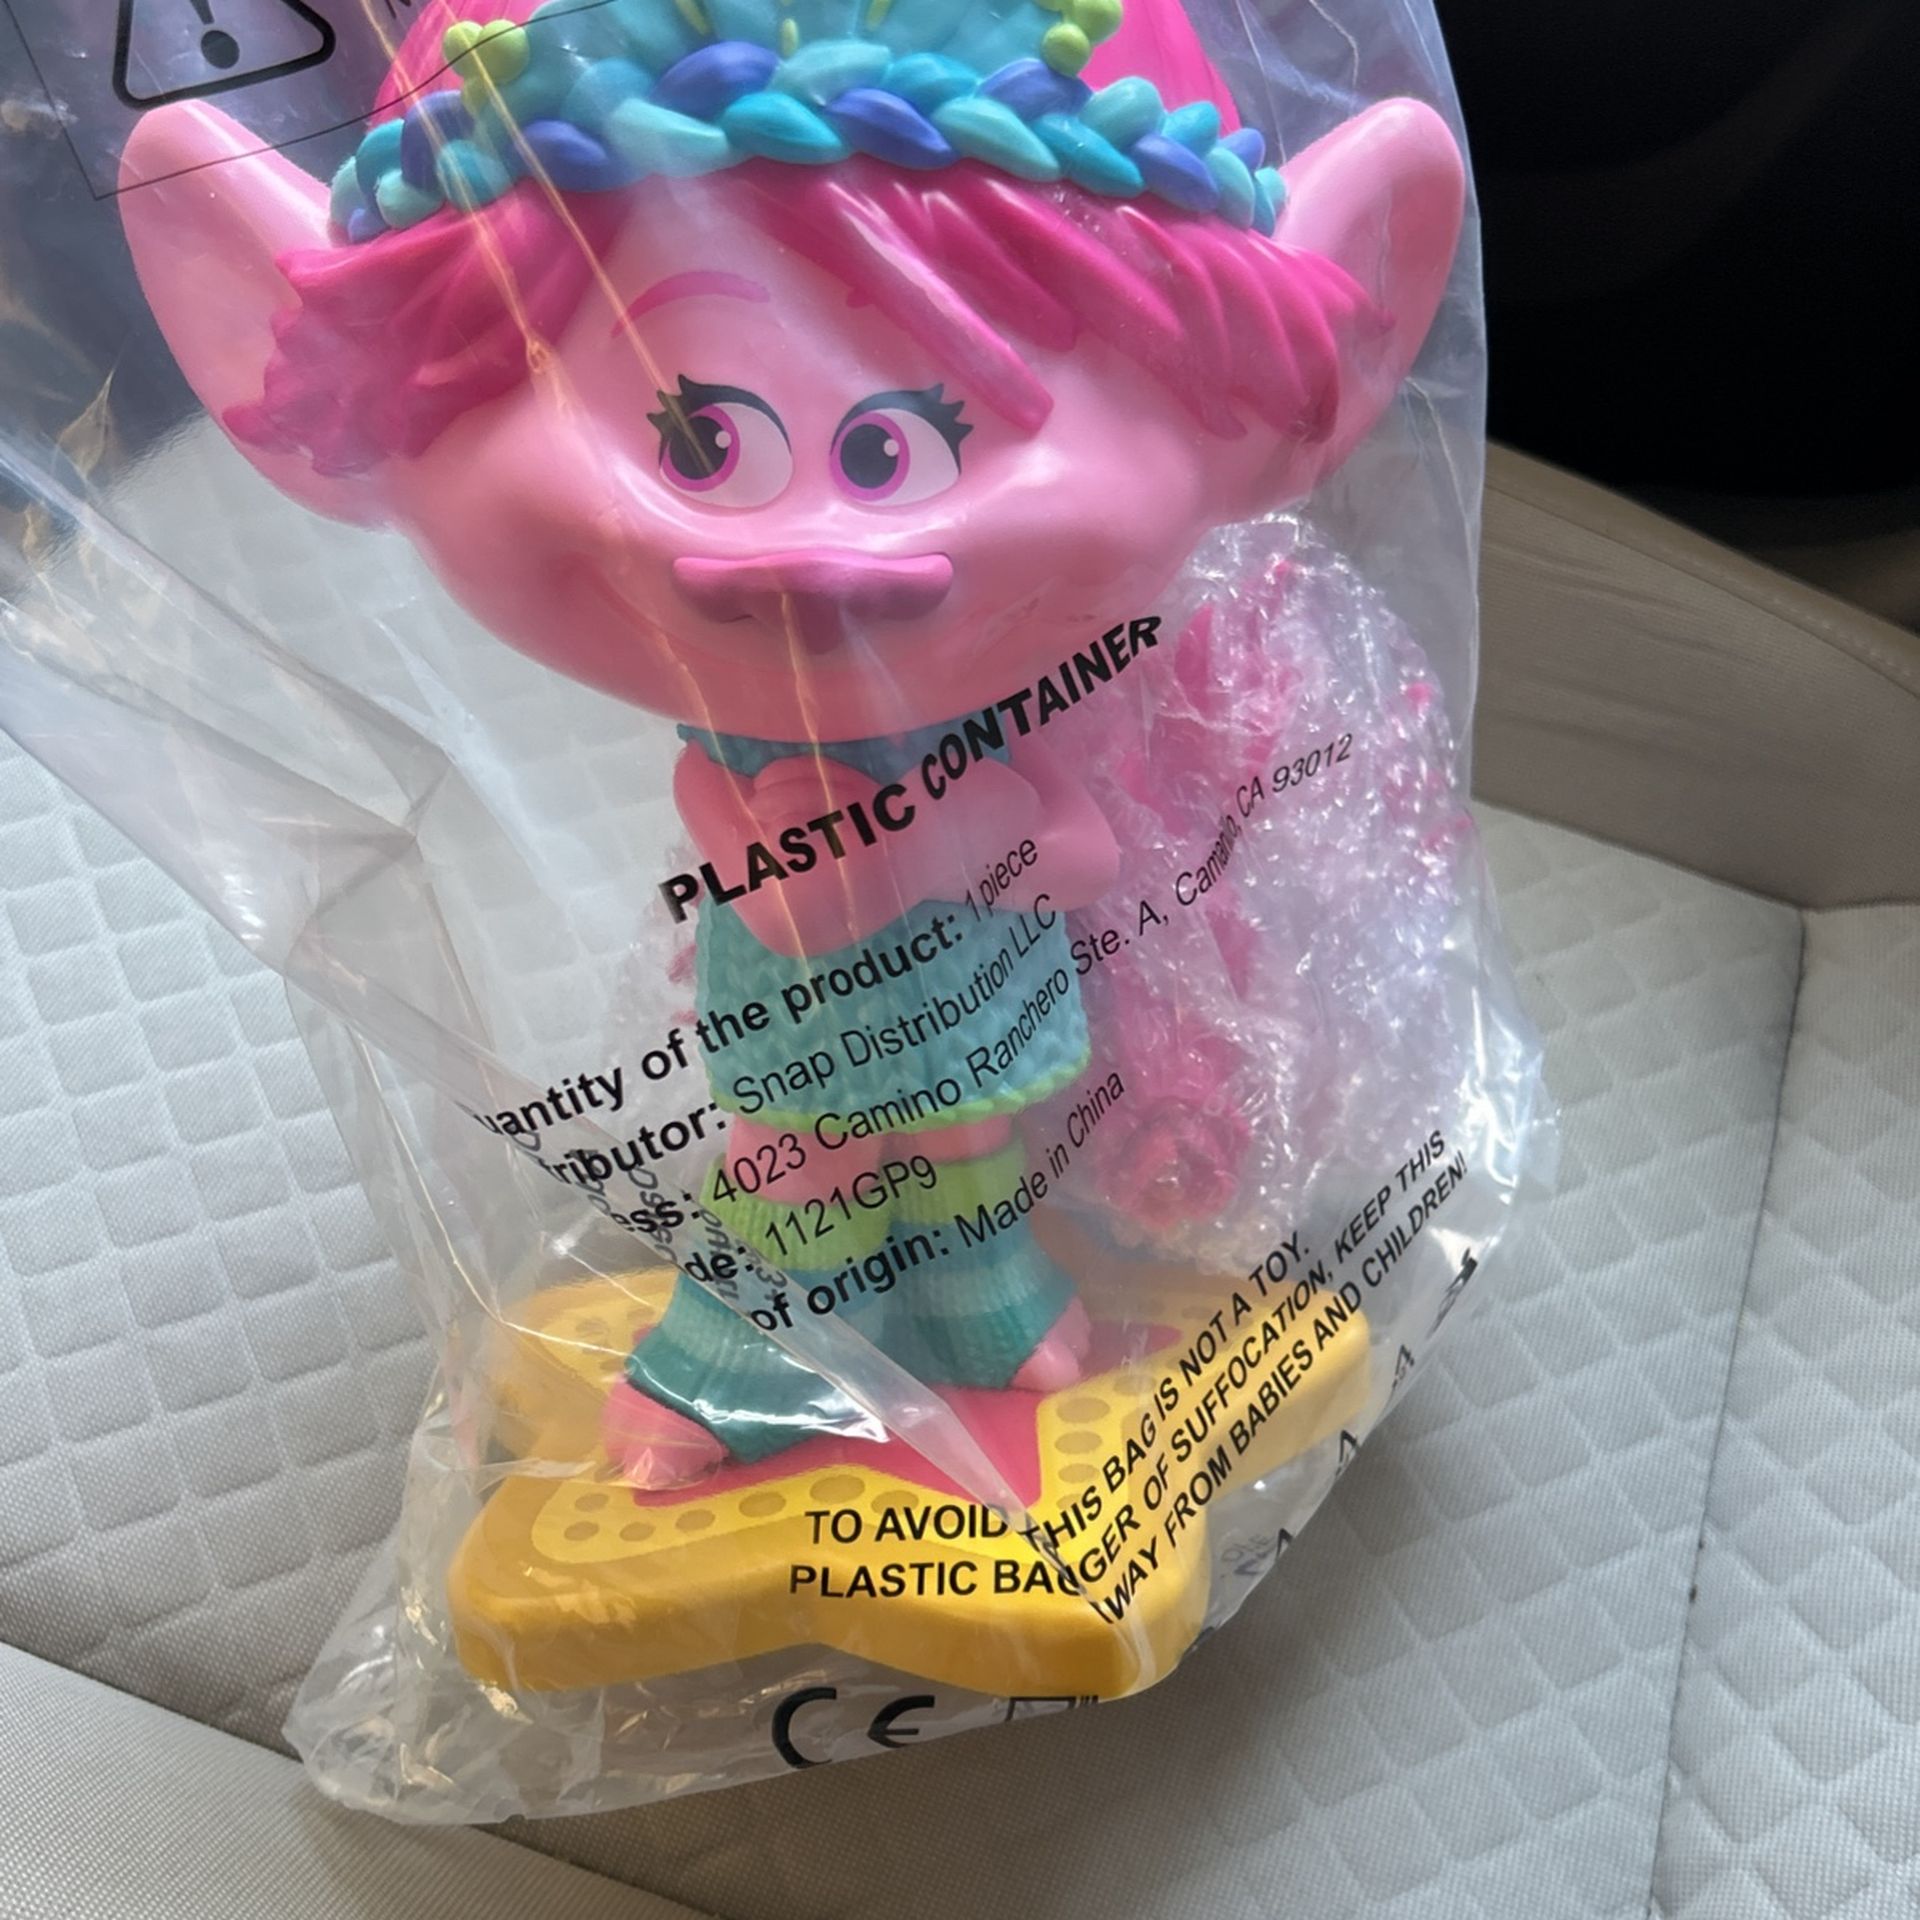 PLASTIC CONTAINER
uantity of the product: 1 piece
ributor: Snap Distribution LLC
ess: 4023 Camino Ranchero Ste. A, Camarillo, CA 93012
de: 1121GP9
of origin: Made in China
THIS BAG IS NOT A TOY.
TO AVOID GER OF SUFFOCATION, KEEP THIS
PLASTIC BA WAY FROM BABIES AND CHILDREN!
CE